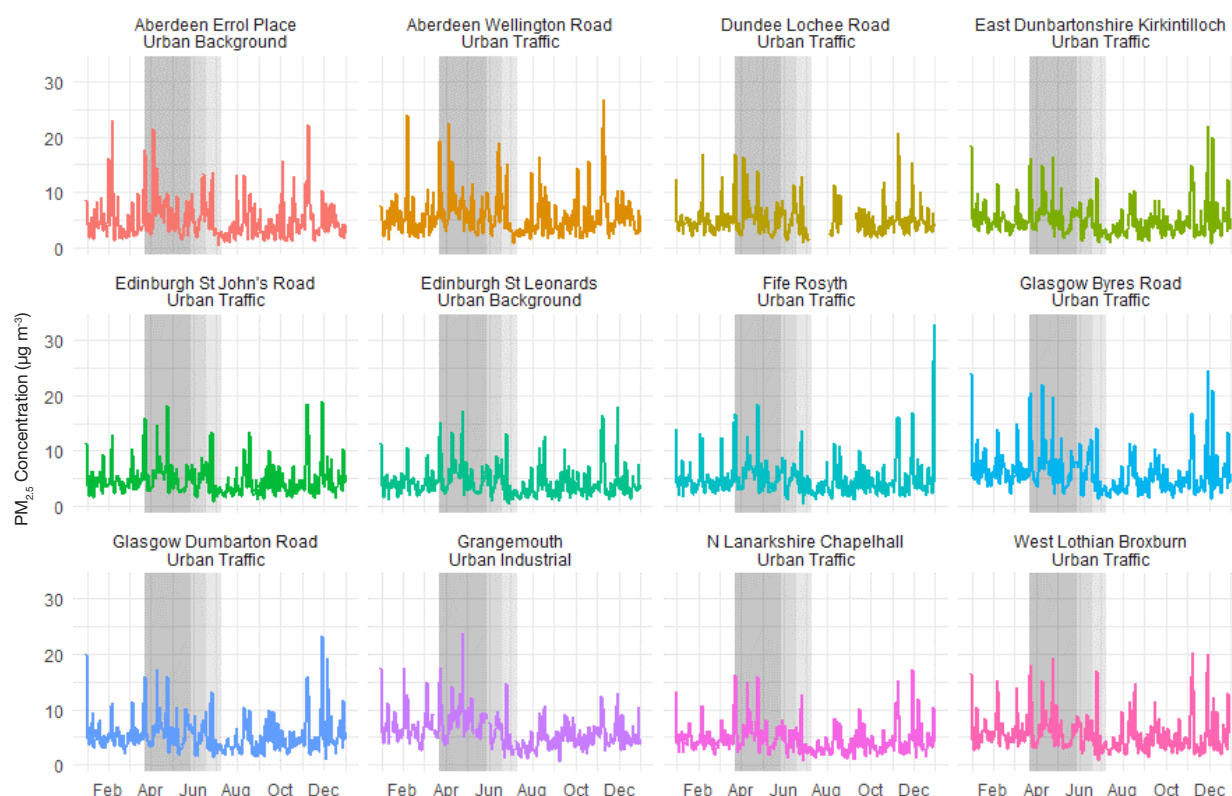 Aberdeen Errol Place
Urban Background
Aberdeen Wellington Road
Urban Traffic
Dundee Lochee Road
Urban Traffic
East Dunbartonshire Kirkintilloch
Urban Traffic
30
20
10
0
Edinburgh St John's Road
Urban Traffic
Edinburgh St Leonards
Urban Background
Fife Rosyth
Urban Traffic
Glasgow Byres Road
Urban Traffic
PM2.5 Concentration (µg m-3)
30
20
10
0
Glasgow Dumbarton Road
Urban Traffic
Grangemouth
Urban Industrial
N Lanarkshire Chapelhall
Urban Traffic
West Lothian Broxburn
Urban Traffic
30
20
10
0
Feb Apr Jun Aug Oct Dec
Feb Apr Jun Aug Oct Dec
Feb Apr Jun Aug Oct Dec
Feb Apr Jun Aug Oct Dec